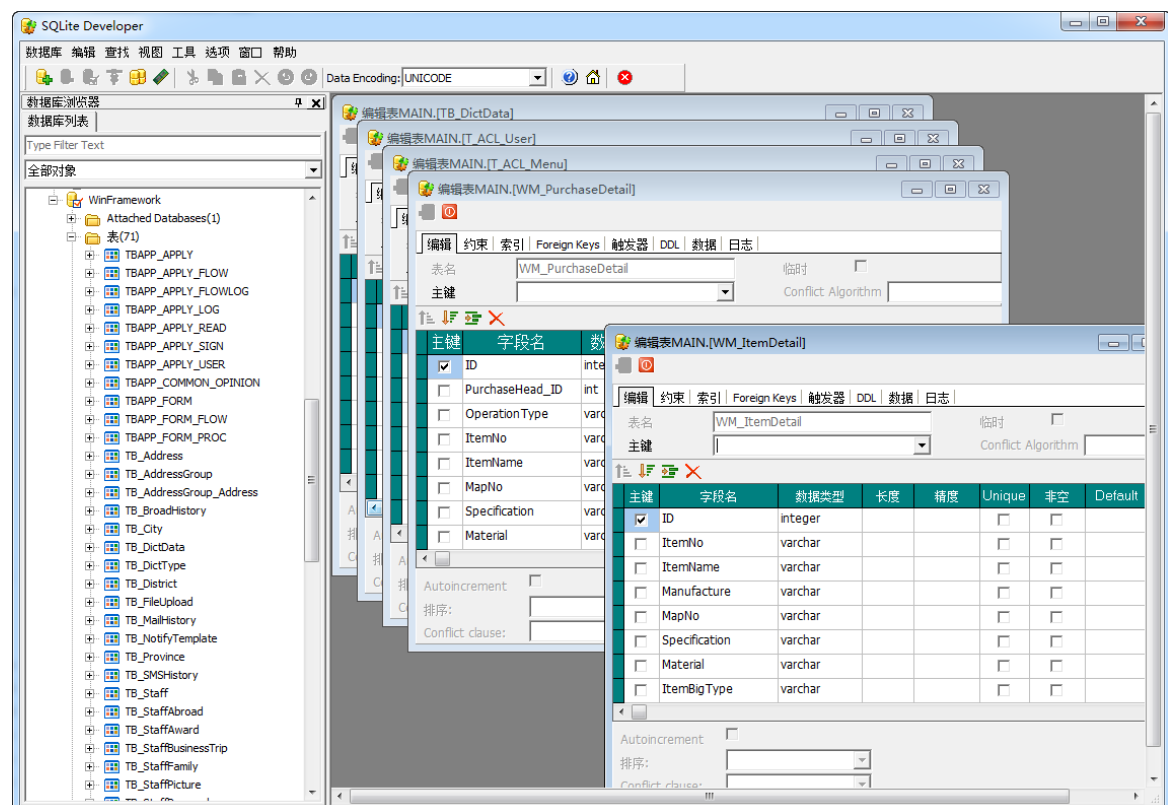 SQLite Developer
数据库 编辑 查找 视图 工具 选项 窗口 帮助
Data Encoding: UNICODE
数据库浏览器
数据库列表
Type Filter Text
全部对象
WinFramework
Attached Databases(1)
表(71)
TBAPP_APPLY
TBAPP_APPLY_FLOW
TBAPP_APPLY_FLOWLOG
TBAPP_APPLY_LOG
TBAPP_APPLY_READ
TBAPP_APPLY_SIGN
TBAPP_APPLY_USER
TBAPP_COMMON_OPINION
TBAPP_FORM
TBAPP_FORM_FLOW
TBAPP_FORM_PROC
TB_Address
TB_AddressGroup
TB_AddressGroup_Address
TB_BroadHistory
TB_City
TB_DictData
TB_DictType
TB_District
TB_FileUpload
TB_MailHistory
TB_NotifyTemplate
TB_Province
TB_SMSHistory
TB_Staff
TB_StaffAbroad
TB_StaffAward
TB_StaffBusinessTrip
TB_StaffFamily
TB_StaffPicture
编辑表MAIN.[TB_DictData]
编辑表MAIN.[T_ACL_User]
编辑表MAIN.[T_ACL_Menu]
编辑表MAIN.[WM_PurchaseDetail]
编辑 约束 索引 Foreign Keys 触发器 DDL 数据 日志
表名 WM_PurchaseDetail 临时
主键 Conflict Algorithm
主键 字段名 数
ID inte
PurchaseHead_ID int
OperationType varc
ItemNo varc
ItemName varc
MapNo varc
Specification varc
Material varc
Autoincrement
排序:
Conflict clause:
编辑表MAIN.[WM_ItemDetail]
编辑 约束 索引 Foreign Keys 触发器 DDL 数据 日志
表名 WM_ItemDetail 临时
主键 Conflict Algorithm
主键 字段名 数据类型 长度 精度 Unique 非空 Default
ID integer
ItemNo varchar
ItemName varchar
Manufacture varchar
MapNo varchar
Specification varchar
Material varchar
ItemBigType varchar
Autoincrement
排序:
Conflict clause: